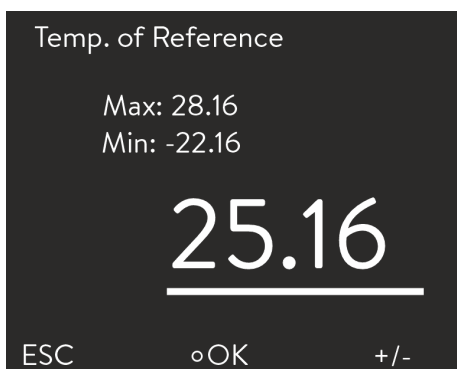 Temp. of Reference
Max: 28.16
Min: -22.16
25.16
ESC ○OK +/-